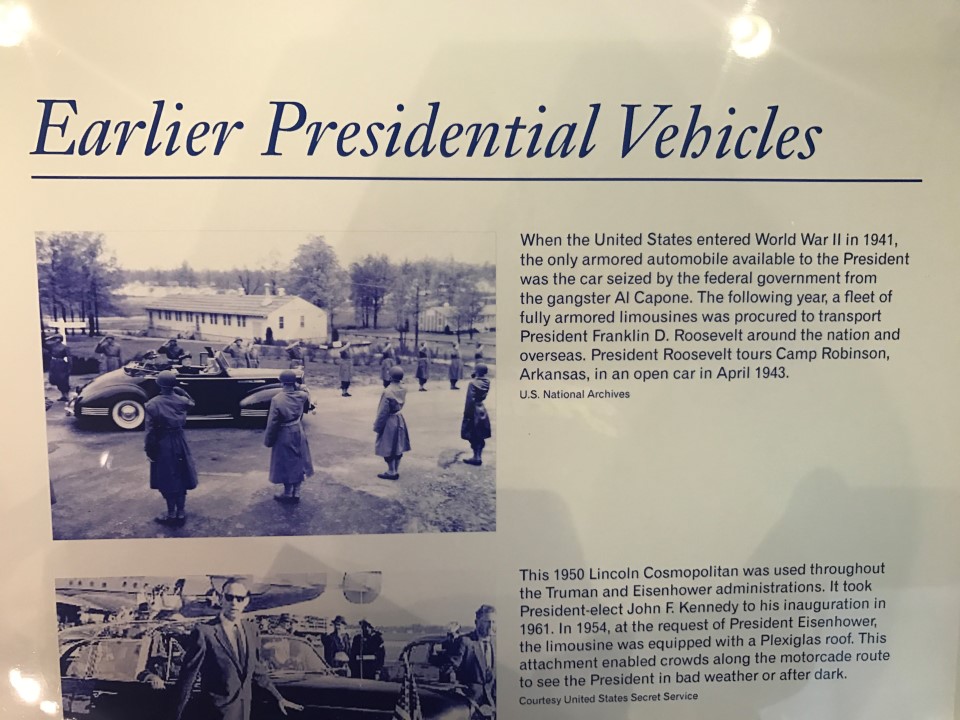 Earlier Presidential Vehicles
When the United States entered World War II in 1941,
the only armored automobile available to the President
was the car seized by the federal government from
the gangster Al Capone. The following year, a fleet of
fully armored limousines was procured to transport
President Franklin D. Roosevelt around the nation and
overseas. President Roosevelt tours Camp Robinson,
Arkansas, in an open car in April 1943.
U.S. National Archives
This 1950 Lincoln Cosmopolitan was used throughout
the Truman and Eisenhower administrations. It took
President-elect John F. Kennedy to his inauguration in
1961. In 1954, at the request of President Eisenhower,
the limousine was equipped with a Plexiglas roof. This
attachment enabled crowds along the motorcade route
to see the President in bad weather or after dark.
Courtesy United States Secret Service